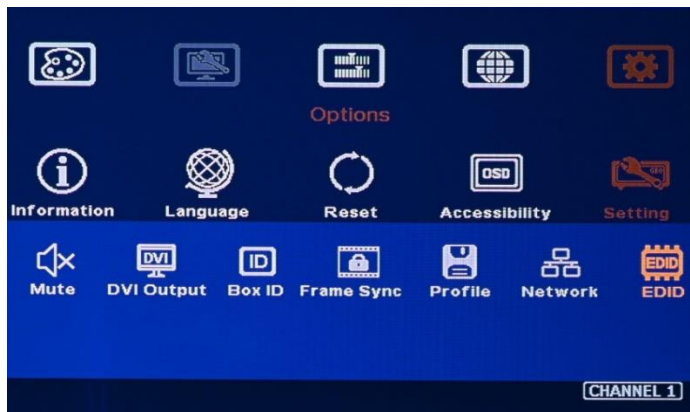 Options
OSD
Information Language Reset Accessibility Setting
DVI ID EDID
Mute DVI Output Box ID Frame Sync Profile Network EDID
CHANNEL 1